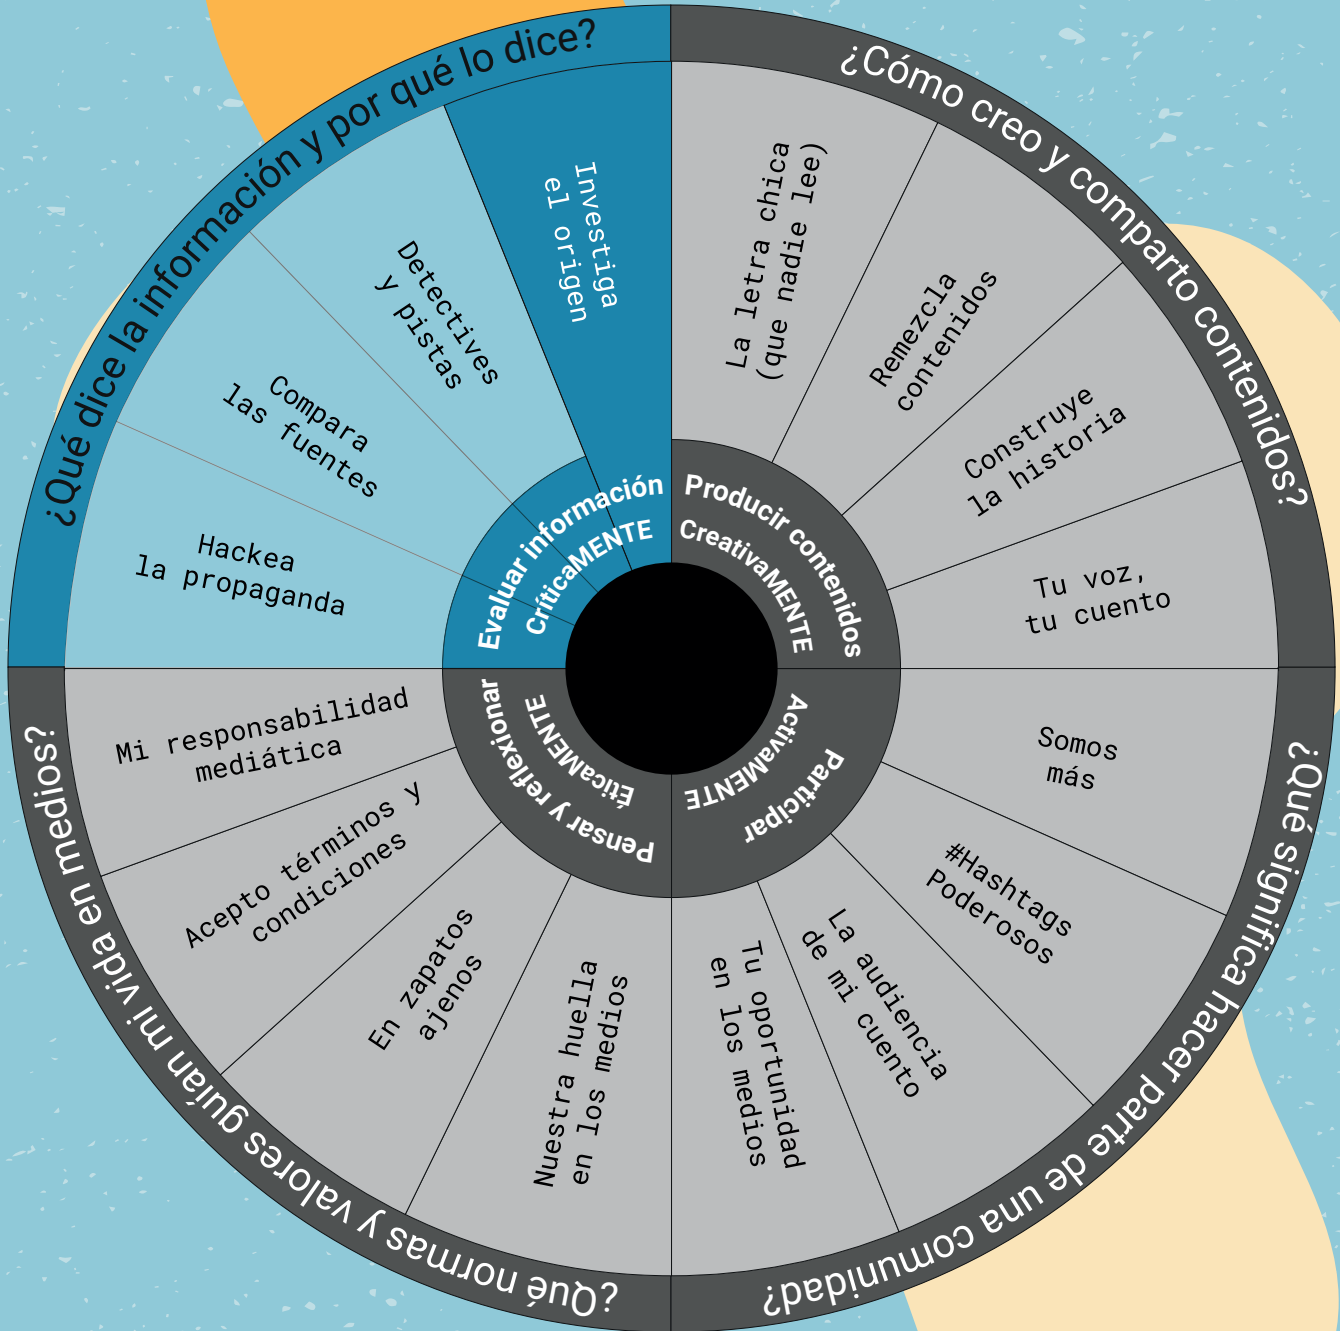 ¿Qué dice la información y por qué lo dice?
Hackea
la propaganda
Compara
las fuentes
Detectives
y pistas
Investiga
el origen
Evaluar información
CríticaMENTE
¿Cómo creo y comparto contenidos?
La letra chica
(que nadie lee)
Remezcla
contenidos
Construye
la historia
Tu voz,
tu cuento
Producir contenidos
CreativaMENTE
¿Qué significa hacer parte de una comunidad?
Somos
más
#Hashtags
Poderosos
La audiencia
de mi cuento
Tu oportunidad
en los medios
Participar
ActivaMENTE
¿Qué normas y valores guían mi vida en medios?
Nuestra huella
en los medios
En zapatos
ajenos
Acepto términos y
condiciones
Mi responsabilidad
mediática
Pensar y reflexionar
ÉticaMENTE